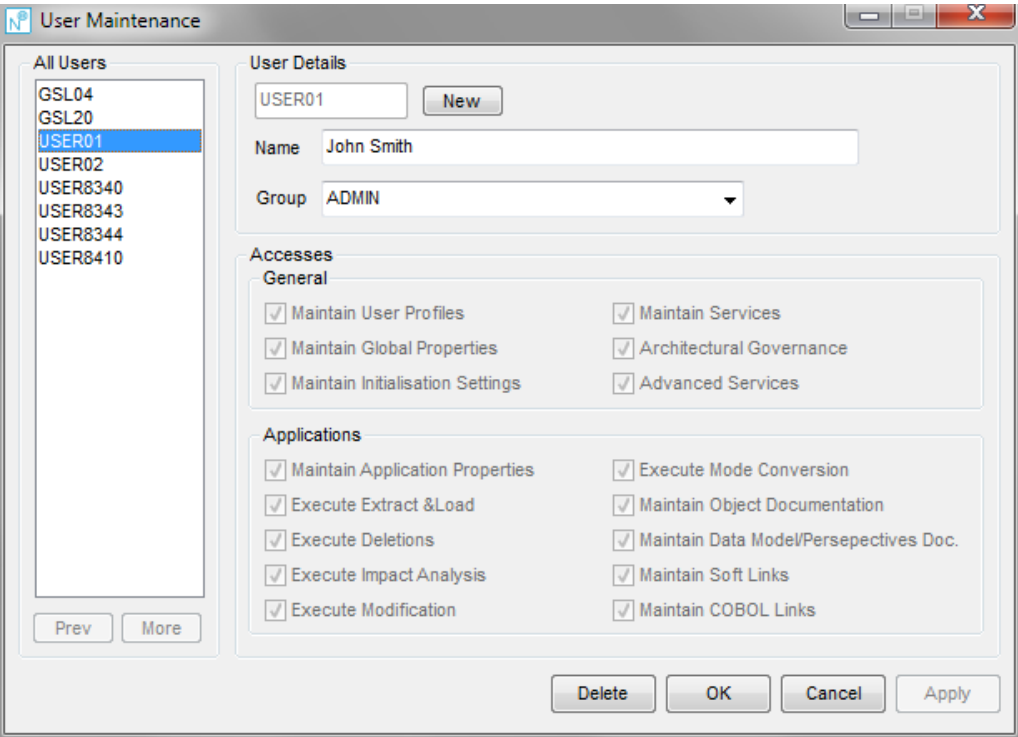 User Maintenance
All Users
GSL04
GSL20
USER01
USER02
USER8340
USER8343
USER8344
USER8410
Prev More
User Details
USER01 New
Name John Smith
Group ADMIN
Accesses
General
Maintain User Profiles Maintain Services
Maintain Global Properties Architectural Governance
Maintain Initialisation Settings Advanced Services
Applications
Maintain Application Properties Execute Mode Conversion
Execute Extract &Load Maintain Object Documentation
Execute Deletions Maintain Data Model/Persepectives Doc.
Execute Impact Analysis Maintain Soft Links
Execute Modification Maintain COBOL Links
Delete OK Cancel Apply